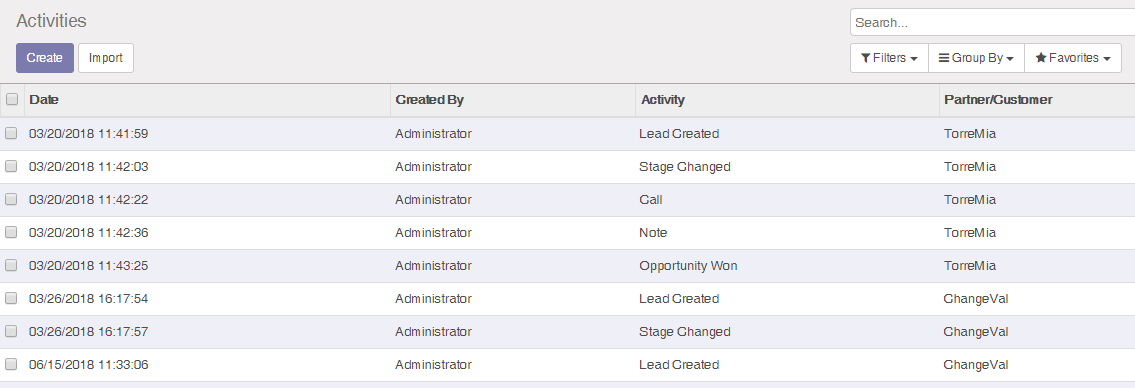 Activities
Search...
Create Import Filters Group By Favorites
Date Created By Activity Partner/Customer
03/20/2018 11:41:59 Administrator Lead Created TorreMia
03/20/2018 11:42:03 Administrator Stage Changed TorreMia
03/20/2018 11:42:22 Administrator Call TorreMia
03/20/2018 11:42:36 Administrator Note TorreMia
03/20/2018 11:43:25 Administrator Opportunity Won TorreMia
03/26/2018 16:17:54 Administrator Lead Created ChangeVal
03/26/2018 16:17:57 Administrator Stage Changed ChangeVal
06/15/2018 11:33:06 Administrator Lead Created ChangeVal